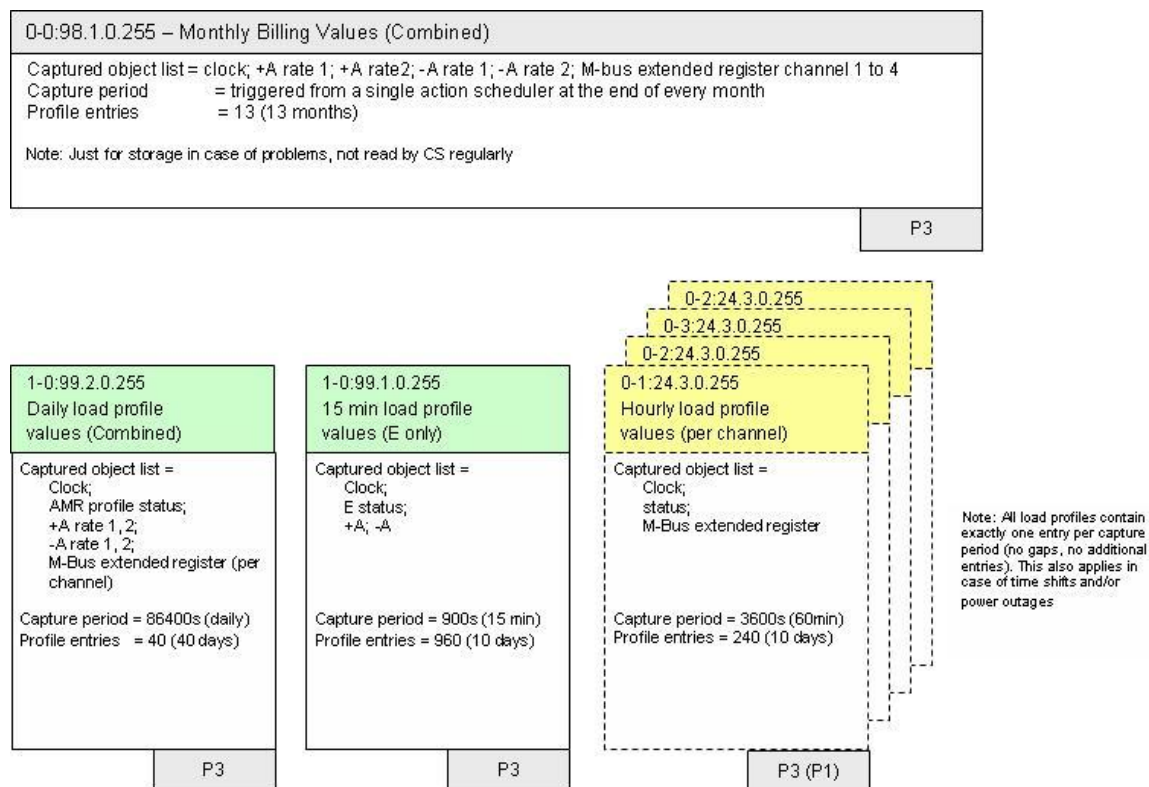 0-0:98.1.0.255 – Monthly Billing Values (Combined)
Captured object list = clock; +A rate 1; +A rate2; -A rate 1; -A rate 2; M-bus extended register channel 1 to 4
Capture period = triggered from a single action scheduler at the end of every month
Profile entries = 13 (13 months)
Note: Just for storage in case of problems, not read by CS regularly
P3
1-0:99.2.0.255
Daily load profile
values (Combined)
Captured object list =
Clock;
AMR profile status;
+A rate 1, 2;
-A rate 1, 2;
M-Bus extended register (per
channel)
Capture period = 86400s (daily)
Profile entries = 40 (40 days)
P3
1-0:99.1.0.255
15 min load profile
values (E only)
Captured object list =
Clock;
E status;
+A; -A
Capture period = 900s (15 min)
Profile entries = 960 (10 days)
P3
0-2:24.3.0.255
0-3:24.3.0.255
0-2:24.3.0.255
0-1:24.3.0.255
Hourly load profile
values (per channel)
Captured object list =
Clock;
status;
M-Bus extended register
Capture period = 3600s (60min)
Profile entries = 240 (10 days)
P3 (P1)
Note: All load profiles contain
exactly one entry per capture
period (no gaps, no additional
entries). This also applies in
case of time shifts and/or
power outages